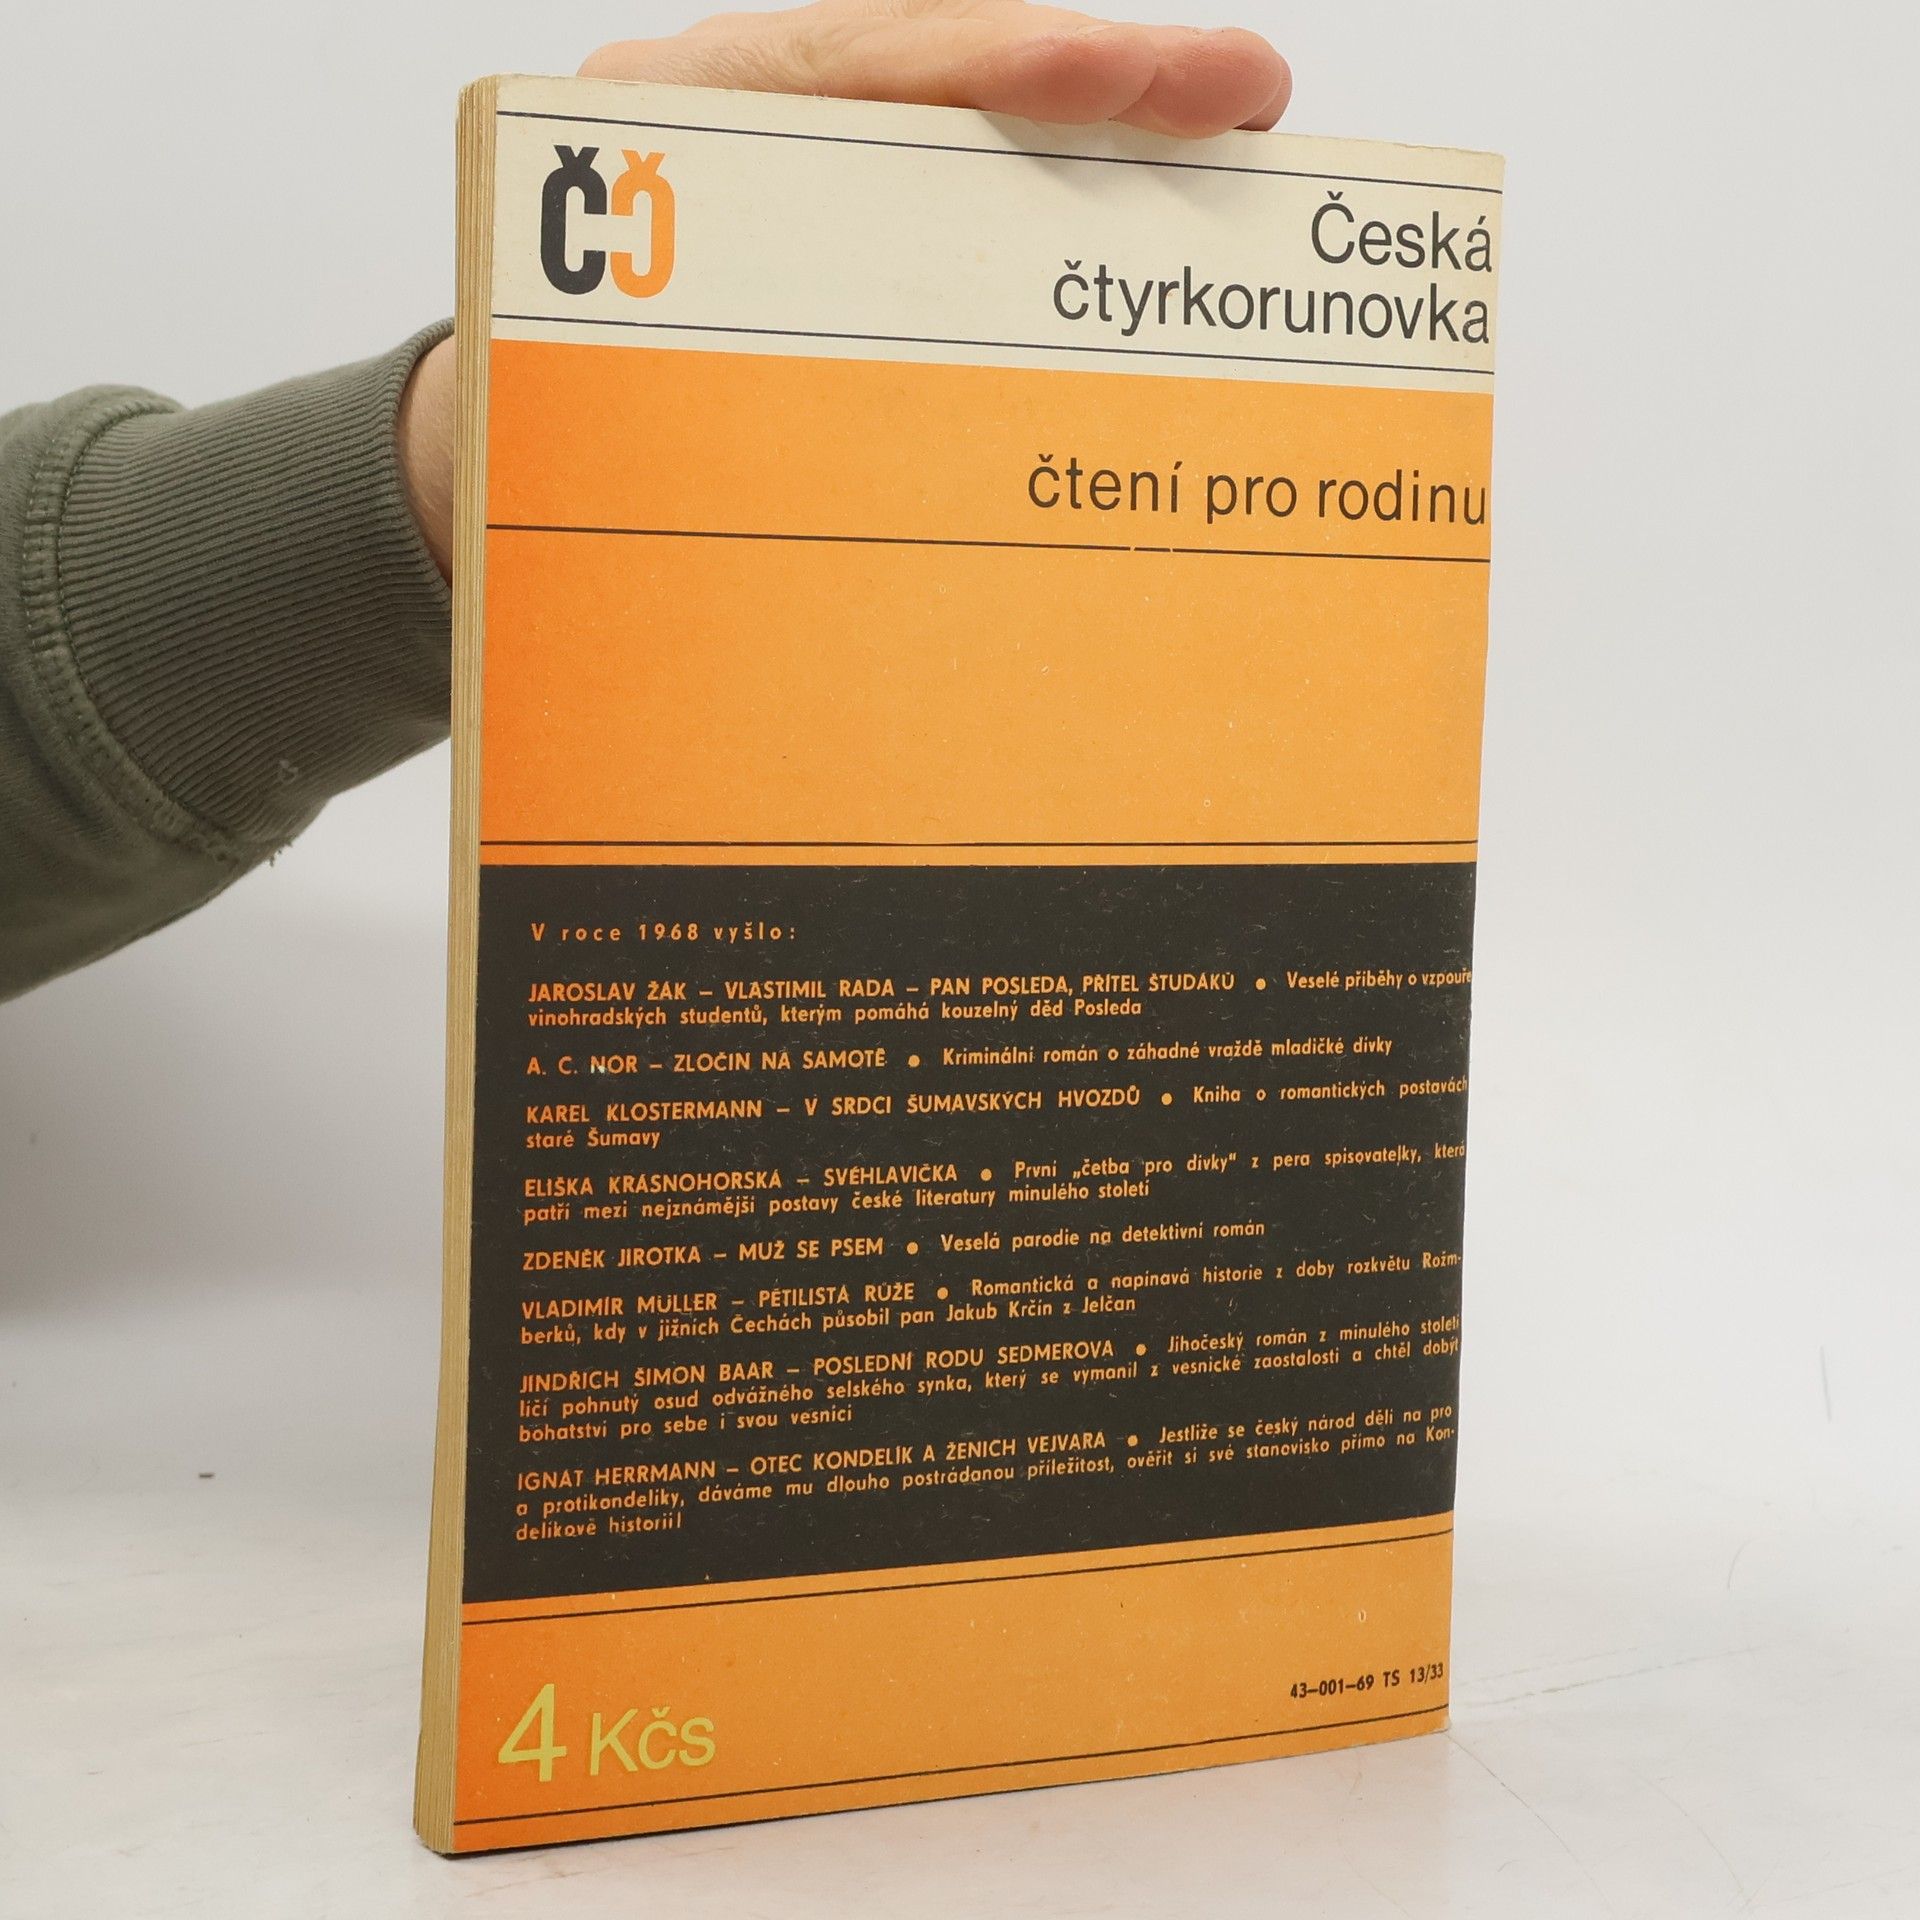 ČČ
Česká
čtyrkorunovka
čtení pro rodinu
V roce 1968 vyšlo:
JAROSLAV ŽÁK – VLASTIMIL RADA – PAN POSLEDA, PŘÍTEL ŠTUDÁKŮ ● Veselé příběhy o vzpouře
vinohradských studentů, kterým pomáhá kouzelný děd Posleda
A. C. NOR – ZLOČIN NA SAMOTĚ ● Kriminální román o záhadné vraždě mladičké dívky
KAREL KLOSTERMANN – V SRDCI ŠUMAVSKÝCH HVOZDŮ ● Kniha o romantických postavách
staré Šumavy
ELIŠKA KRÁSNOHORSKÁ – SVÉHLAVIČKA ● První „četba pro dívky“ z pera spisovatelky, která
patří mezi nejznámější postavy české literatury minulého století
ZDENĚK JIROTKA – MUŽ SE PSEM ● Veselá parodie na detektivní román
VLADIMÍR MÜLLER – PĚTILISTÁ RŮŽE ● Romantická a napínavá historie z doby rozkvětu Rožm-
berků, kdy v jižních Čechách působil pan Jakub Krčín z Jelčan
JINDŘICH ŠIMON BAAR – POSLEDNÍ RODU SEDMEROVA ● Jihočeský román z minulého století
líčí pohnutý osud odvážného selského synka, který se vymanil z vesnické zaostalosti a chtěl dobýt
bohatství pro sebe i svou vesnici
IGNÁT HERRMANN – OTEC KONDELÍK A ŽENICH VEJVARA ● Jestliže se český národ dělí na pro
a protikondelíky, dáváme mu dlouho postrádanou příležitost, ověřit si své stanovisko přímo na Kon-
delíkově historii!
43–001–69 TS 13/33
4 Kčs